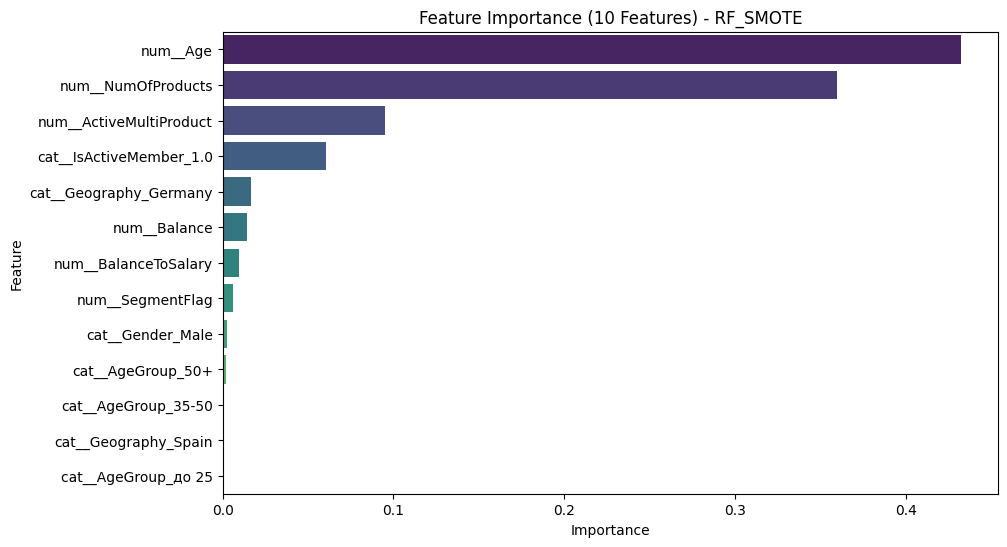 Feature Importance (10 Features) - RF_SMOTE
Feature
num__Age
num__NumOfProducts
num__ActiveMultiProduct
cat__IsActiveMember_1.0
cat__Geography_Germany
num__Balance
num__BalanceToSalary
num__SegmentFlag
cat__Gender_Male
cat__AgeGroup_50+
cat__AgeGroup_35-50
cat__Geography_Spain
cat__AgeGroup_до 25
0.0 0.1 0.2 0.3 0.4
Importance